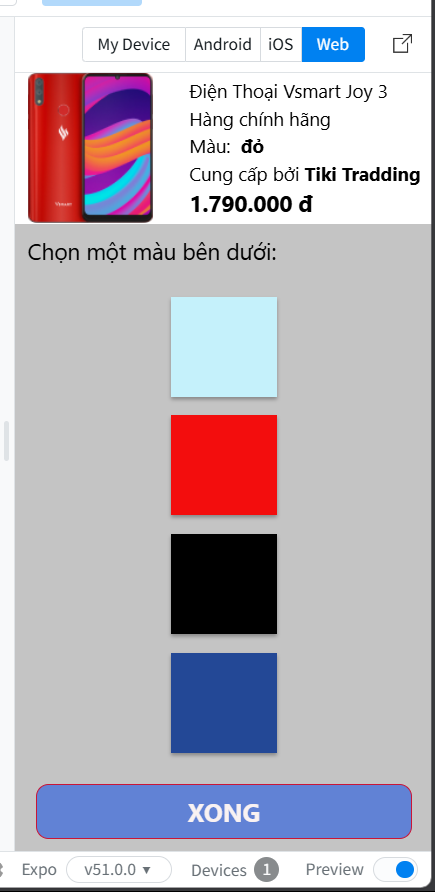 My Device Android iOS Web
Điện Thoại Vsmart Joy 3
Hàng chính hãng
Màu: đỏ
Cung cấp bởi Tiki Tradding
1.790.000 đ
Vsmart
Chọn một màu bên dưới:
XONG
Expo v51.0.0 ▼ Devices 1 Preview